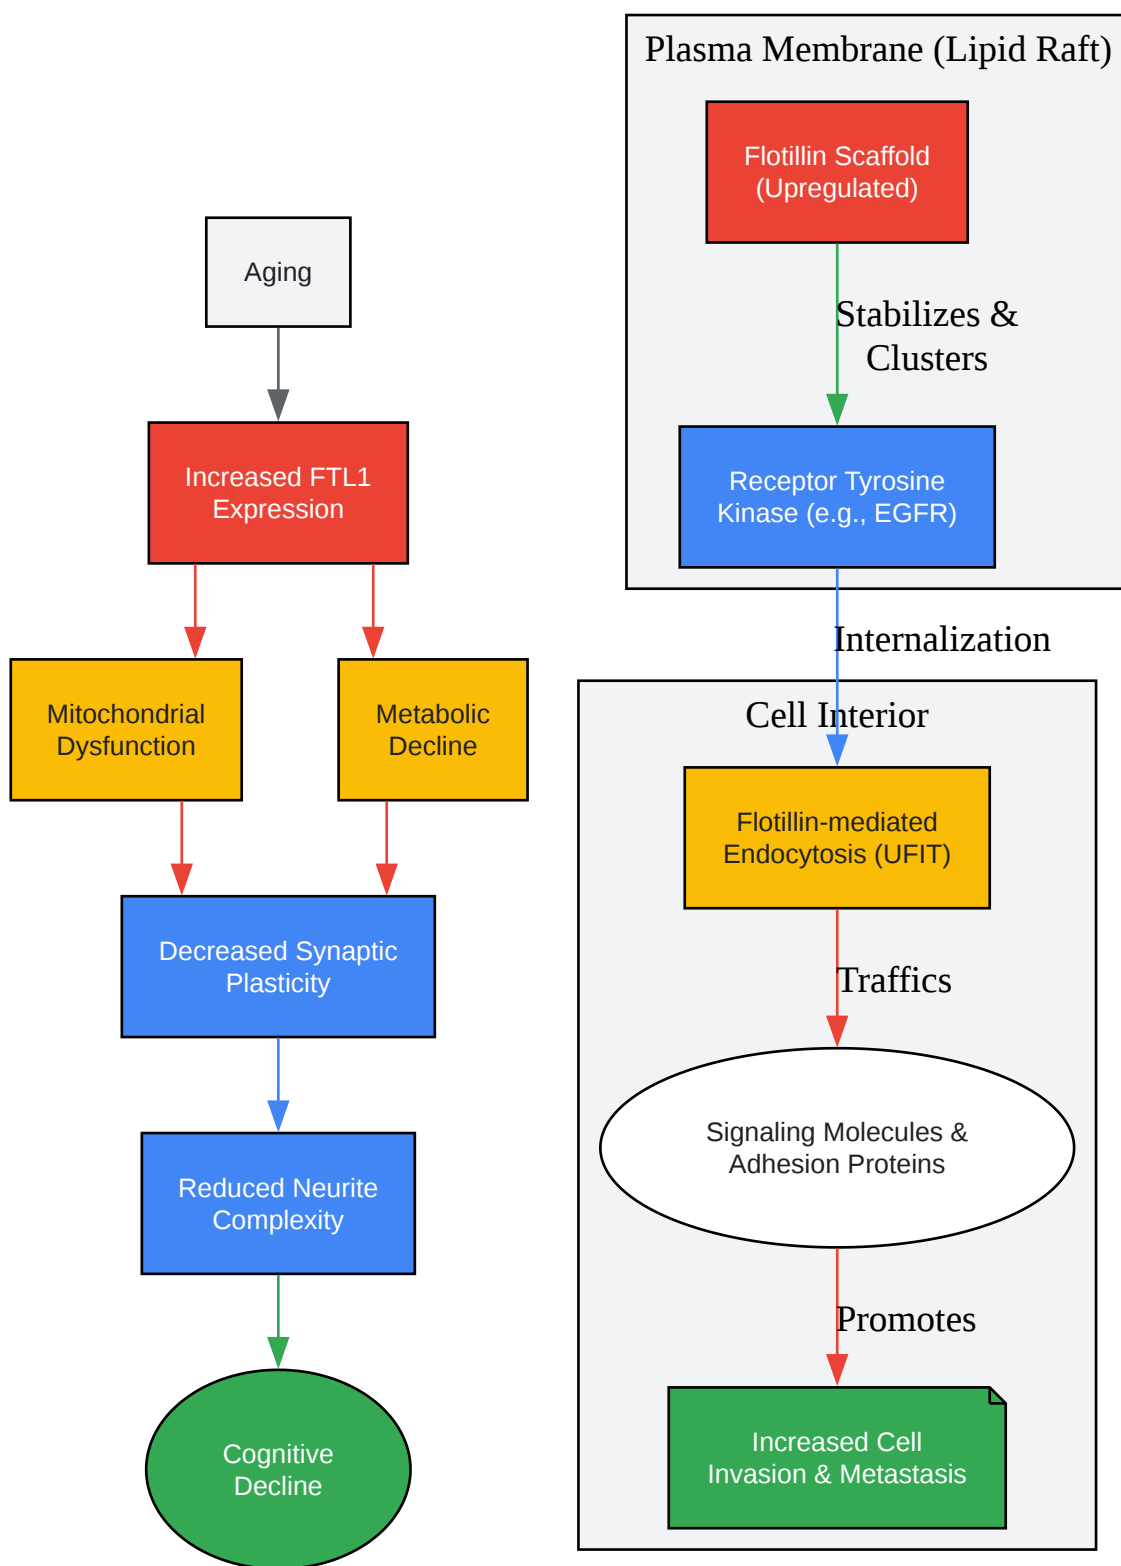 Aging
Increased FTL1
Expression
Mitochondrial
Dysfunction
Metabolic
Decline
Decreased Synaptic
Plasticity
Reduced Neurite
Complexity
Cognitive
Decline
Plasma Membrane (Lipid Raft)
Flotillin Scaffold
(Upregulated)
Stabilizes &
Clusters
Receptor Tyrosine
Kinase (e.g., EGFR)
Internalization
Cell Interior
Flotillin-mediated
Endocytosis (UFIT)
Traffics
Signaling Molecules &
Adhesion Proteins
Promotes
Increased Cell
Invasion & Metastasis